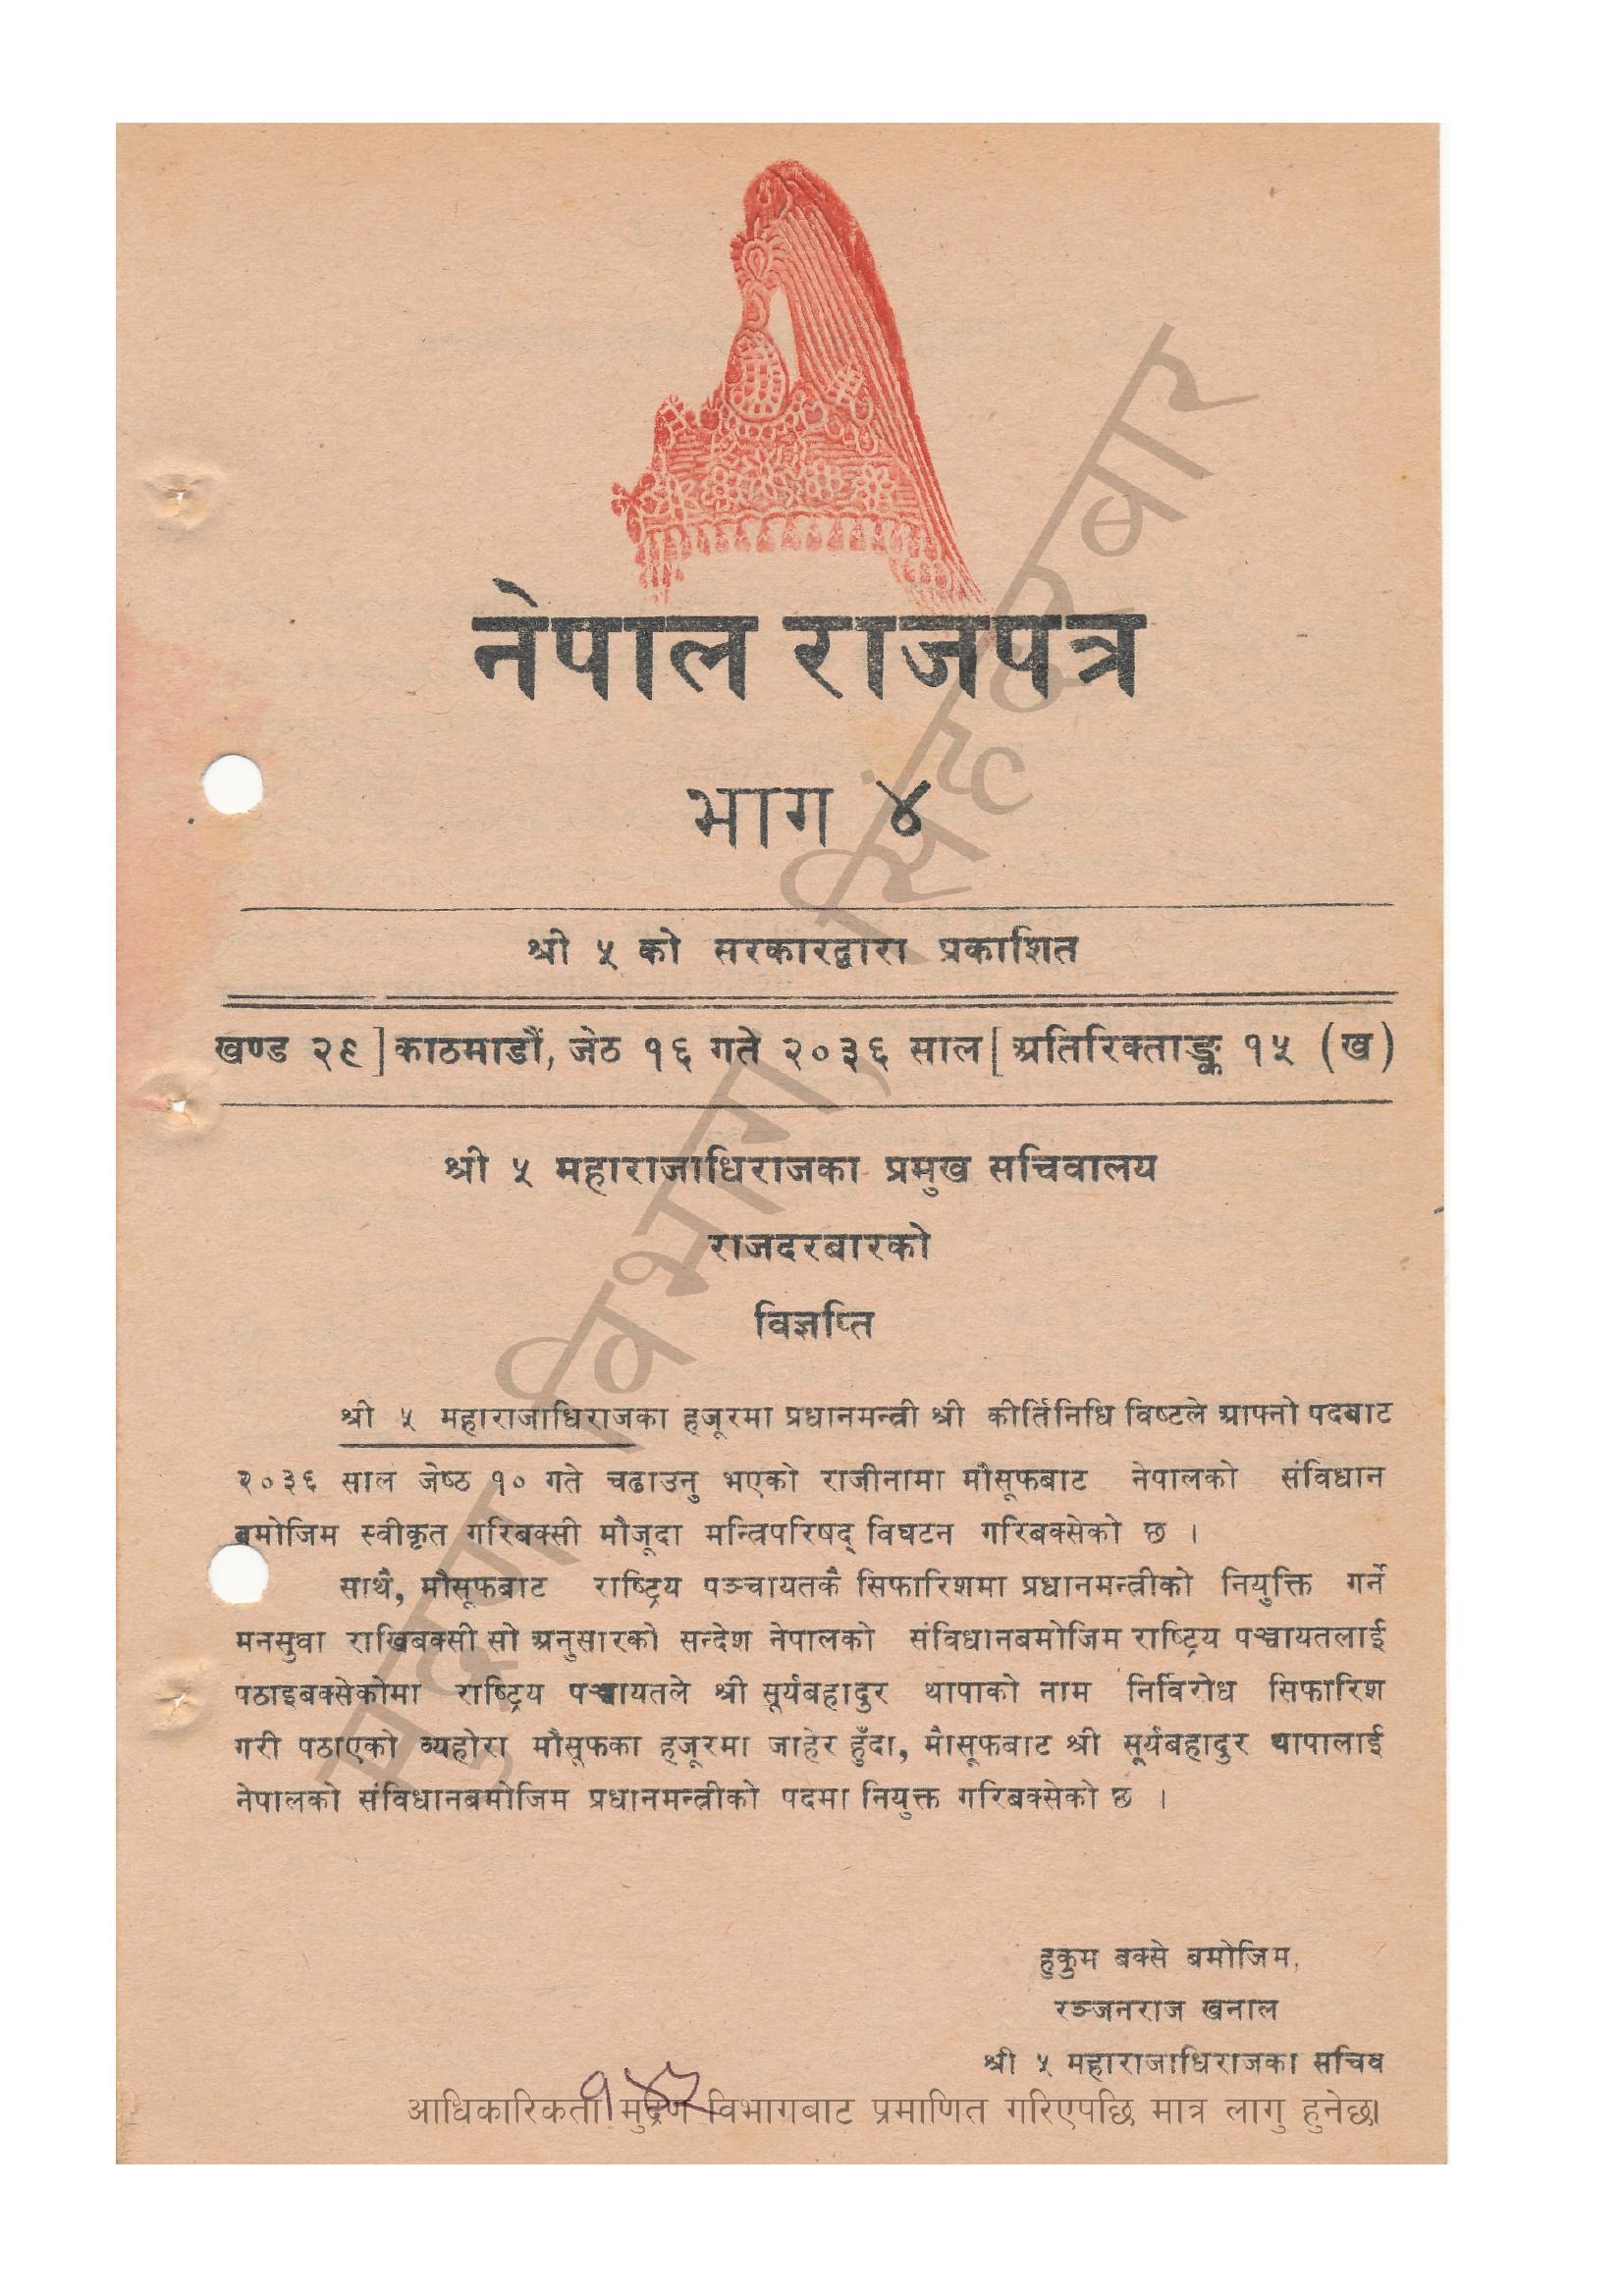 नेपाल राजपत्र
भाग ४
श्री ५ को सरकारद्वारा प्रकाशित
खण्ड २९] काठमाडौं, जेठ १६ गते २०३६ साल [ अतिरिक्ताङ्क १५ (ख)
श्री ५ महाराजाधिराजका प्रमुख सचिवालय
राजदरबारको
विज्ञप्ति
श्री ५ महाराजाधिराजका हजूरमा प्रधानमन्त्री श्री कीर्तिनिधि विष्टले आफ्नो पदबाट
२०३६ साल जेष्ठ १० गते चढाउनु भएको राजीनामा मौसूफबाट नेपालको संविधान
बमोजिम स्वीकृत गरिबक्सी मौजूदा मन्त्रिपरिषद् विघटन गरिबक्सेको छ ।
साथै, मौसूफबाट राष्ट्रिय पञ्चायतकै सिफारिशमा प्रधानमन्त्रीको नियुक्ति गर्ने
मनसुवा राखिबक्सी सो अनुसारको सन्देश नेपालको संविधानबमोजिम राष्ट्रिय पञ्चायतलाई
पठाइबक्सेकोमा राष्ट्रिय पञ्चायतले श्री सूर्यबहादुर थापाको नाम निर्विरोध सिफारिश
गरी पठाएको व्यहोरा मौसूफका हजूरमा जाहेर हुँदा, मौसूफबाट श्री सूर्यबहादुर थापालाई
नेपालको संविधानबमोजिम प्रधानमन्त्रीको पदमा नियुक्त गरिबक्सेको छ ।
हुकुम बक्से बमोजिम,
रञ्जनराज खनाल
श्री ५ महाराजाधिराजका सचिव
१४५
आधिकारिकता मुद्रण विभागबाट प्रमाणित गरिएपछि मात्र लागु हुनेछ।
मुद्रण विभाग, सिंहदरबार